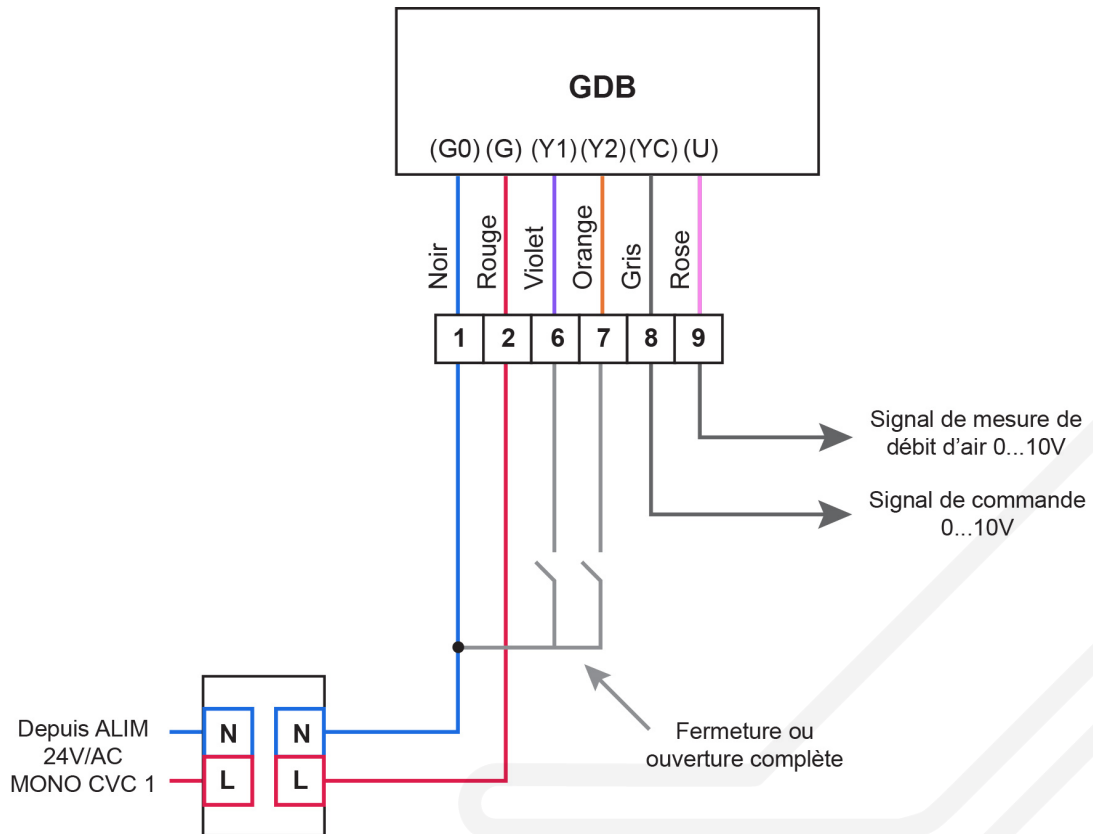 GDB
(G0) (G) (Y1) (Y2) (YC) (U)
Noir
Rouge
Violet
Orange
Gris
Rose
1 2 6 7 8 9
Signal de mesure de
débit d'air 0...10V
Signal de commande
0...10V
Fermeture ou
ouverture complète
Depuis ALIM
24V/AC
MONO CVC 1
N N
L L